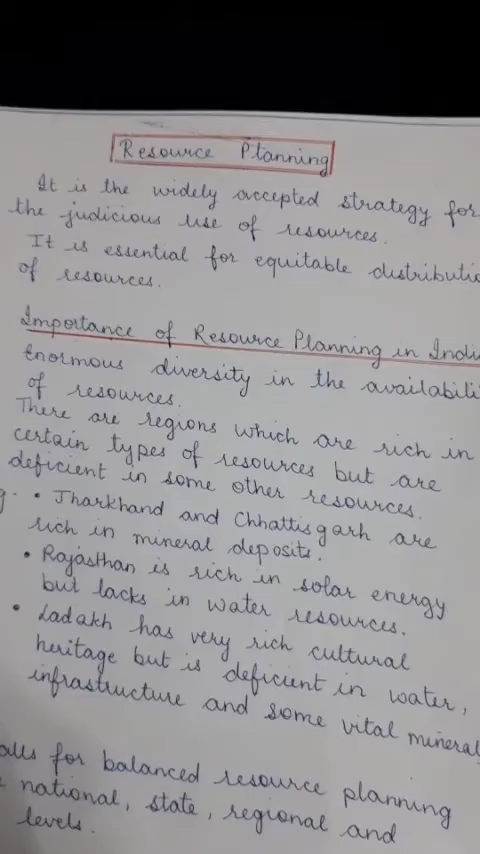 Resource Planning
It is the widely accepted strategy for
the judicious use of resources.
It is essential for equitable distributio
of resources.
Importance of Resource Planning in Indi
Enormous diversity in the availabili
of resources.
There are regions which are rich in
certain types of resources but are
deficient in some other resources.
g. • Jharkhand and Chhattisgarh are
rich in mineral deposits.
• Rajasthan is rich in solar energy
but lacks in water resources.
• Ladakh has very rich cultural
heritage but is deficient in water,
infrastructure and some vital mineral
alls for balanced resource planning
national, state, regional and
levels.